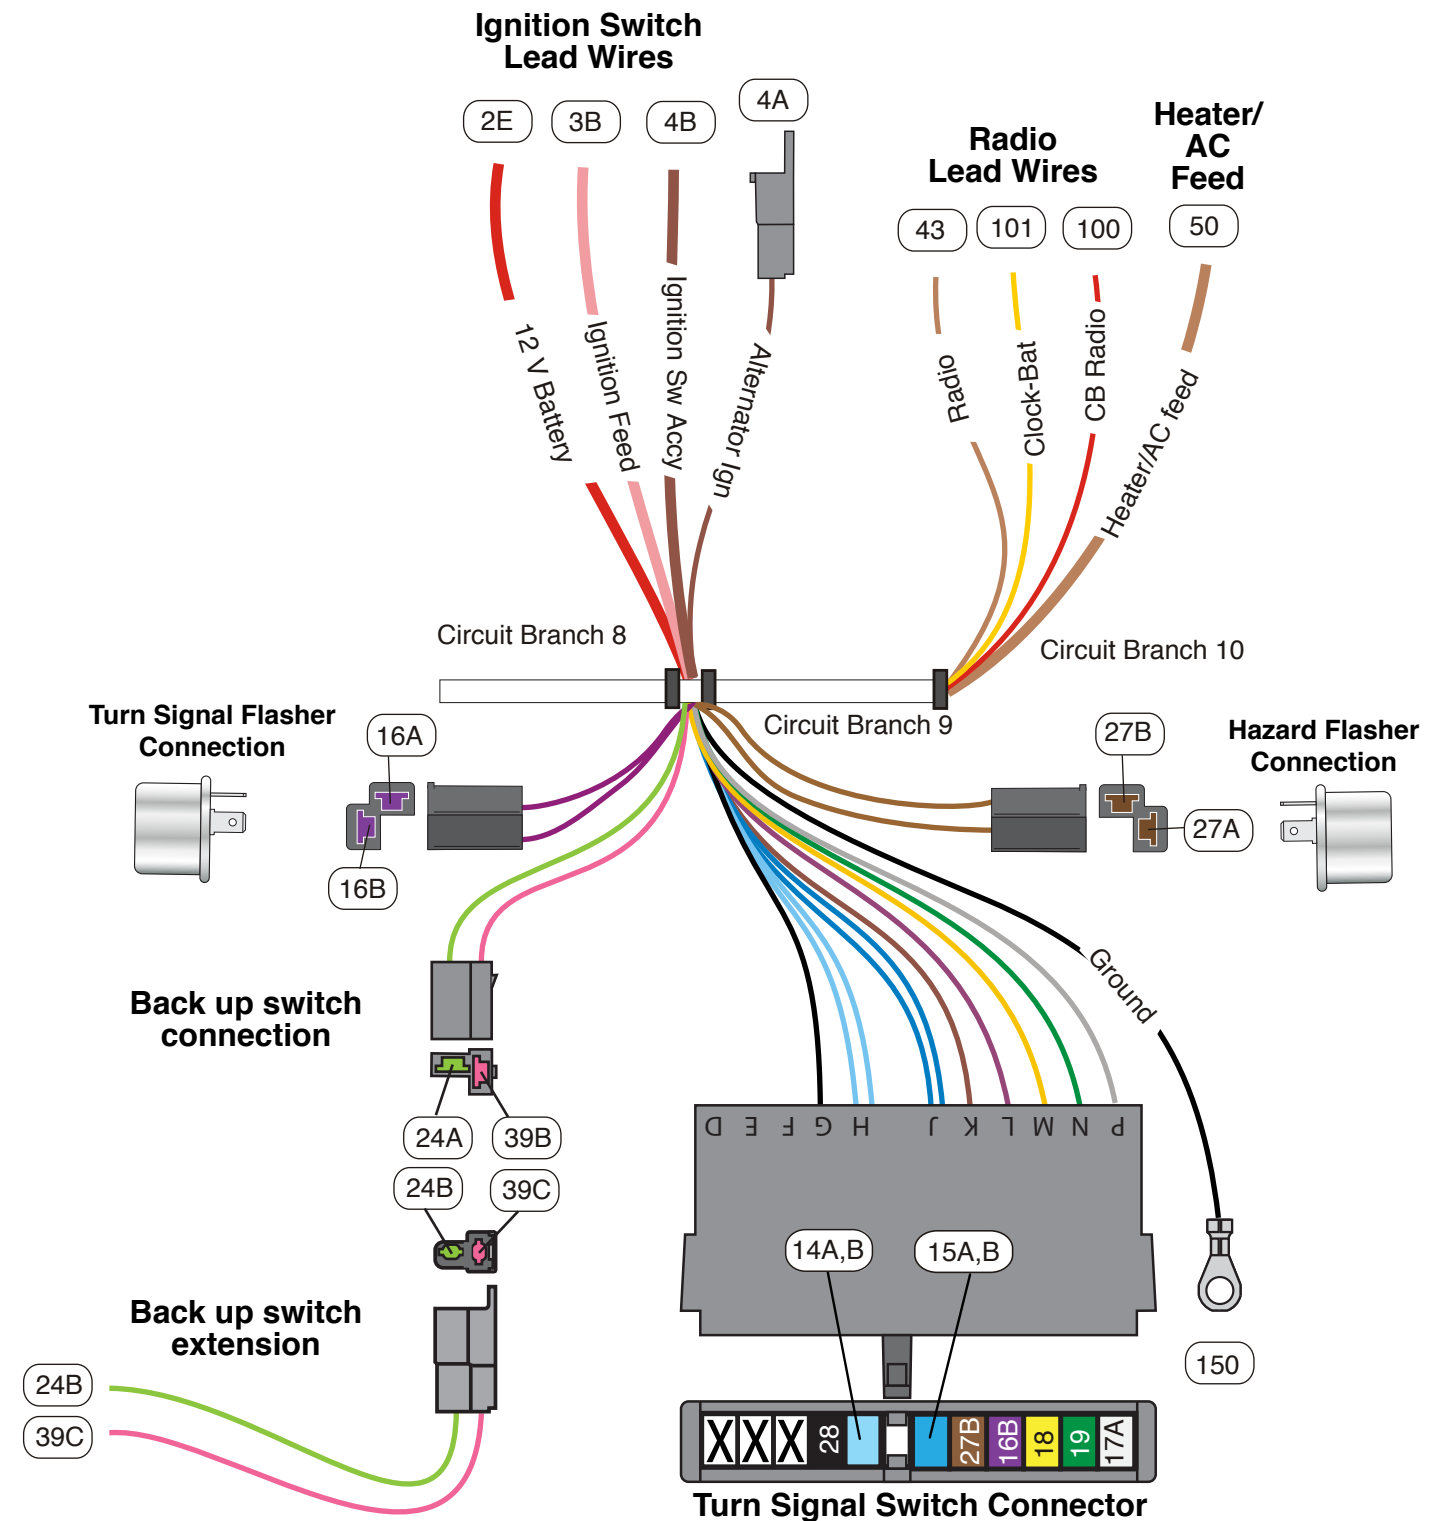 Ignition Switch
Lead Wires
2E
3B
4B
4A
Radio
Lead Wires
Heater/
AC
Feed
43
101
100
50
12 V Battery
Ignition Feed
Ignition Sw Accy
Alternator Ign
Radio
Clock-Bat
CB Radio
Heater/AC feed
Circuit Branch 8
Circuit Branch 10
Circuit Branch 9
Turn Signal Flasher
Connection
16A
16B
27B
27A
Hazard Flasher
Connection
Ground
Back up switch
connection
24A
39B
24B
39C
D E F G H J K L M N P
14A,B
15A,B
150
Back up switch
extension
24B
39C
X X X 28 27B 16B 18 19 17A
Turn Signal Switch Connector